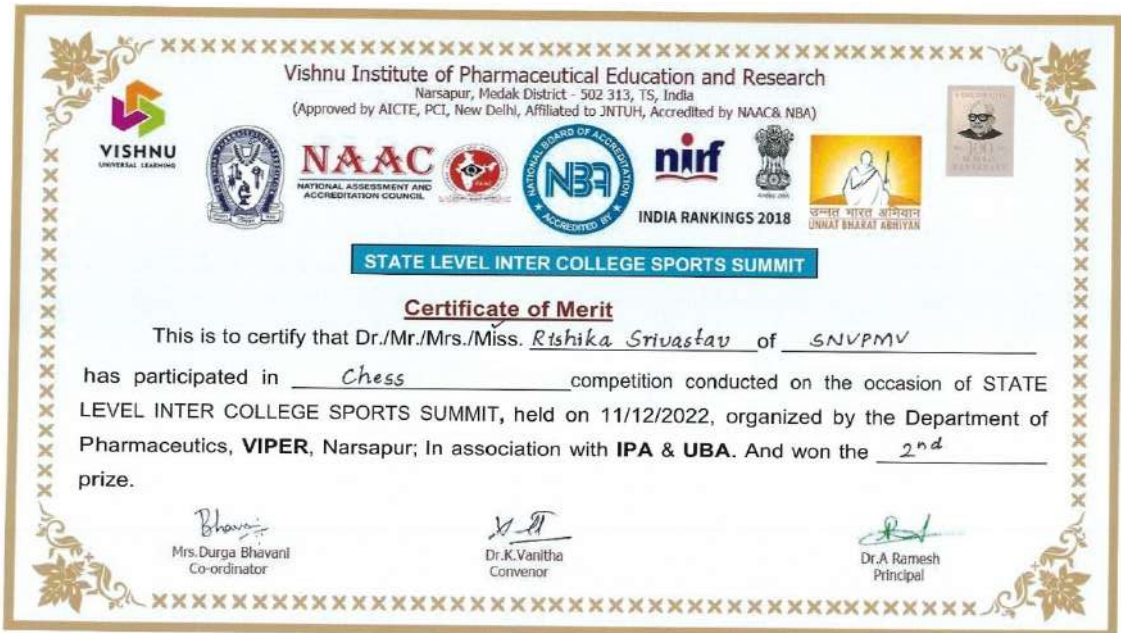 Vishnu Institute of Pharmaceutical Education and Research
Narsapur, Medak District - 502 313, TS, India
(Approved by AICTE, PCI, New Delhi, Affiliated to JNTUH, Accredited by NAAC& NBA)
VISHNU
UNIVERSAL LEARNING
NAAC
NATIONAL ASSESSMENT AND
ACCREDITATION COUNCIL
NATIONAL BOARD OF ACCREDITATION
NBA
ACCREDITED BY
nirf
INDIA RANKINGS 2018
उन्नत भारत अभियान
UNNAT BHARAT ABHIYAN
STATE LEVEL INTER COLLEGE SPORTS SUMMIT
Certificate of Merit
This is to certify that Dr./Mr./Mrs./Miss. Rishika Srivastav of SNVPMV
has participated in Chess competition conducted on the occasion of STATE
LEVEL INTER COLLEGE SPORTS SUMMIT, held on 11/12/2022, organized by the Department of
Pharmaceutics, VIPER, Narsapur; In association with IPA & UBA. And won the 2nd
prize.
Bhavani
Mrs.Durga Bhavani
Co-ordinator
Dr.K.Vanitha
Convenor
Dr.A Ramesh
Principal